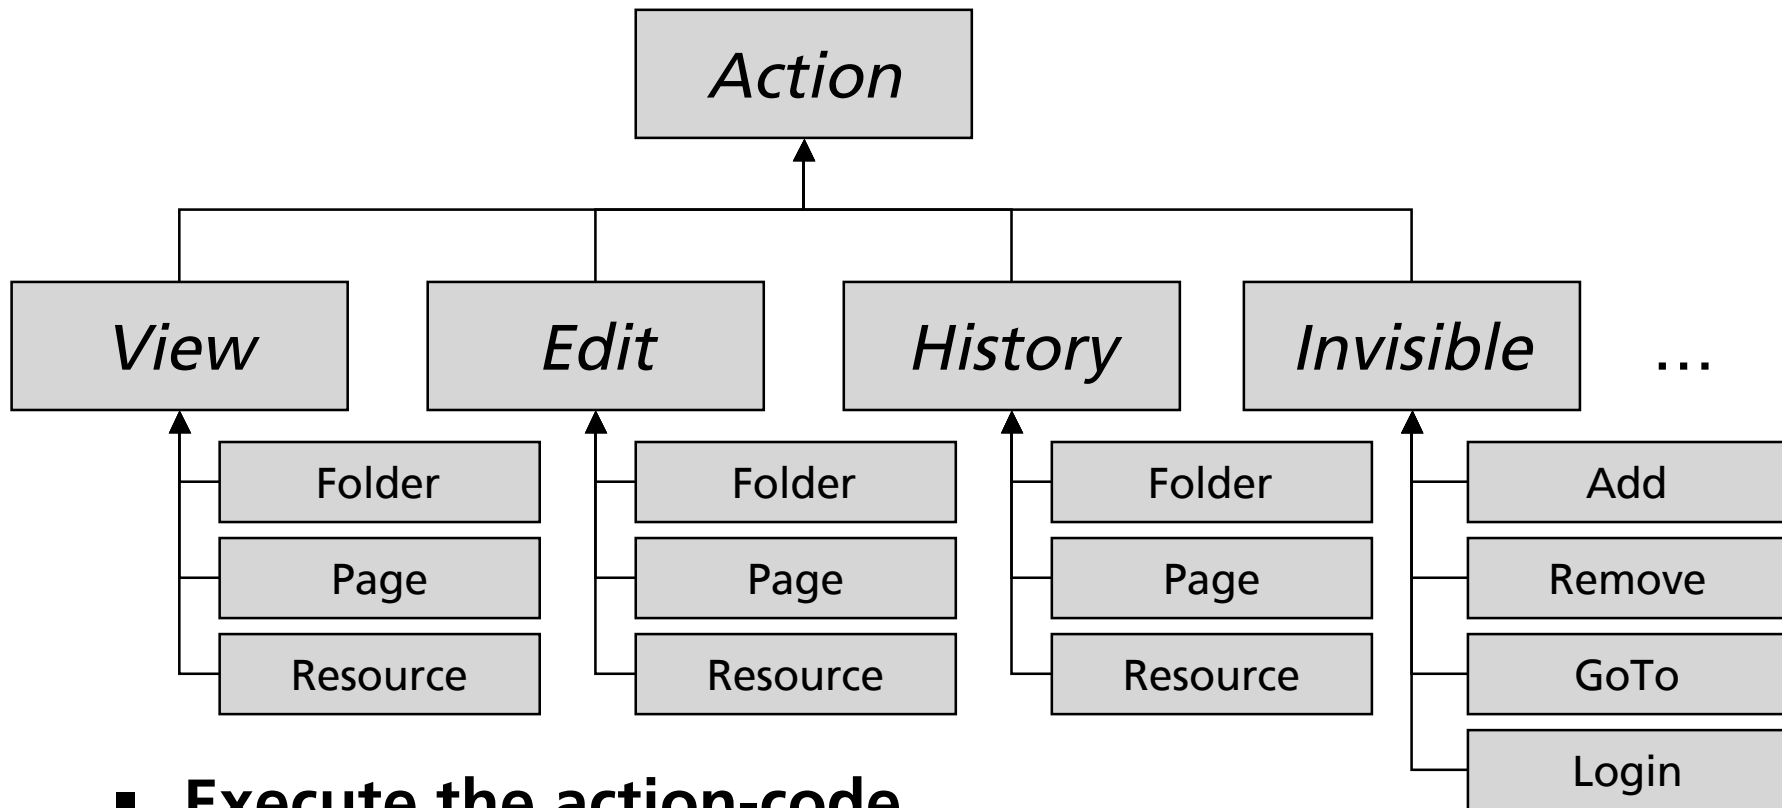 Action
View
Edit
History
Invisible
...
Folder
Page
Resource
Folder
Page
Resource
Folder
Page
Resource
Add
Remove
GoTo
Login
▪ Execute the action-code